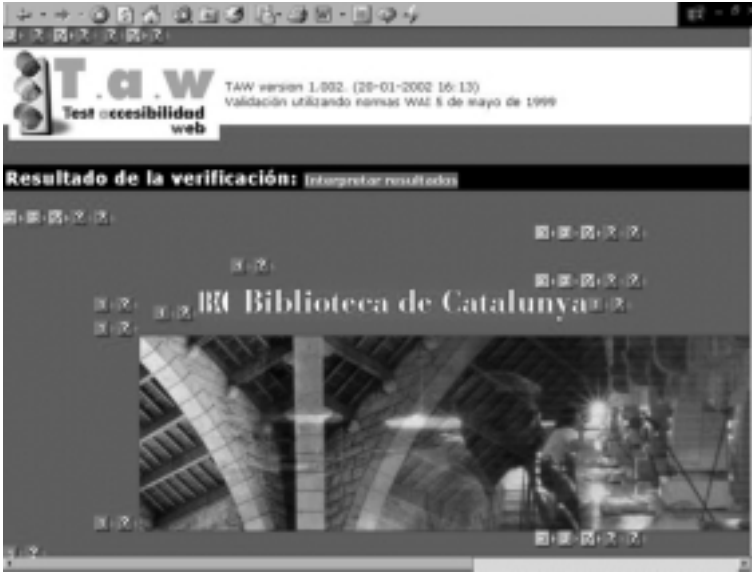 T.a.w
Test accesibilidad
web
TAW version 1.002. (20-01-2002 16:13)
Validación utilizando normas WAI 5 de mayo de 1999
Resultado de la verificación: Interpretar resultados
Biblioteca de Catalunya